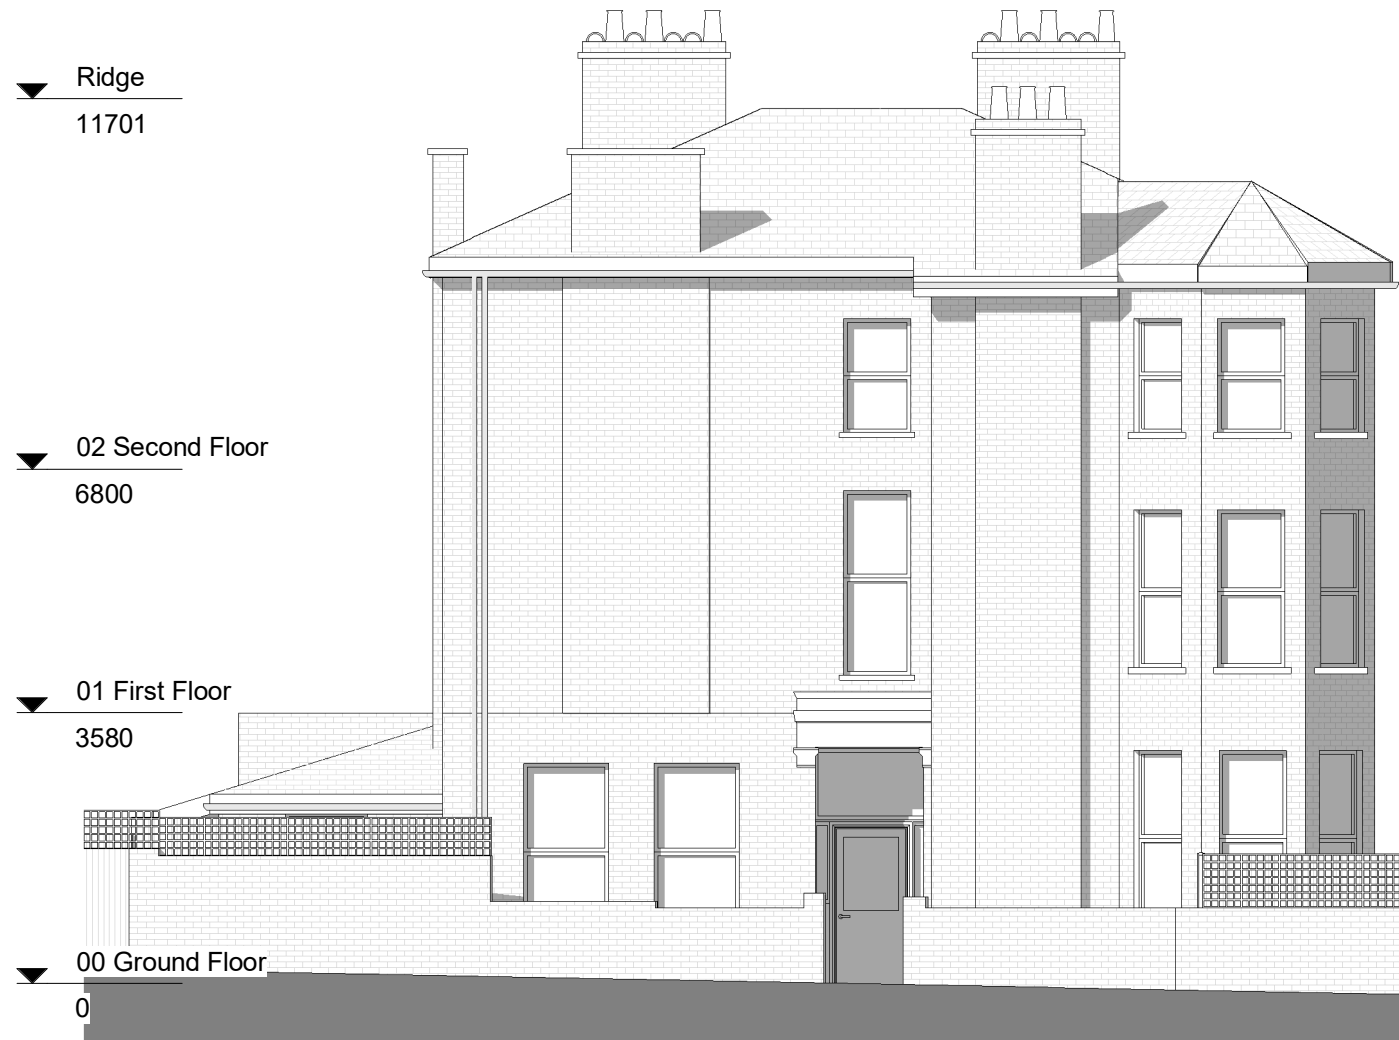 Ridge
11701
02 Second Floor
6800
01 First Floor
3580
00 Ground Floor
0